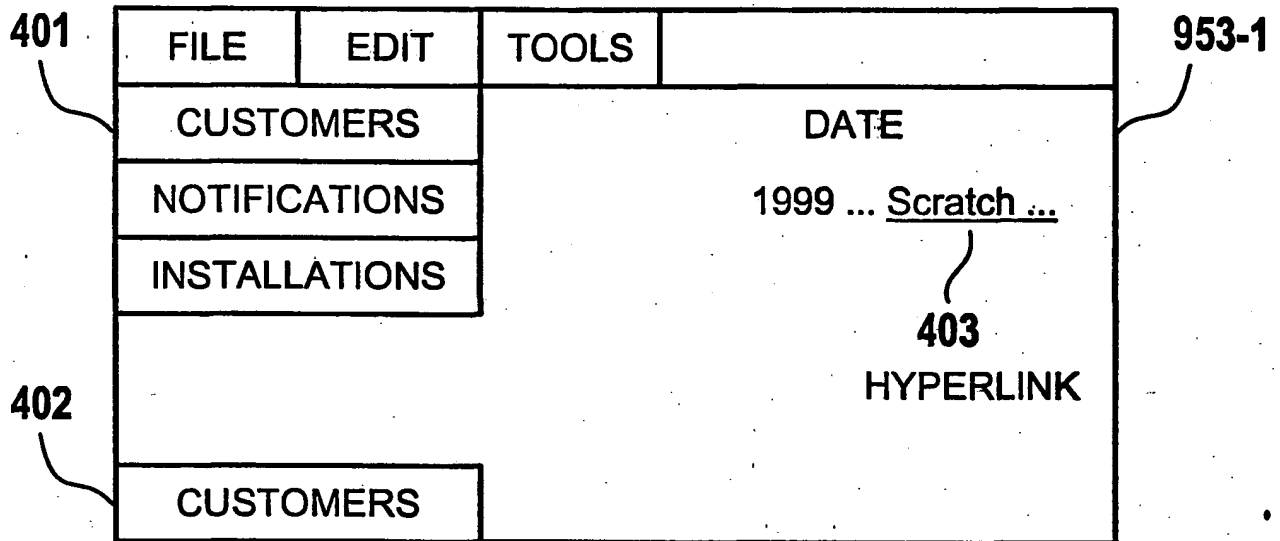 401 FILE EDIT TOOLS 953-1
CUSTOMERS DATE
NOTIFICATIONS 1999 ... Scratch ...
INSTALLATIONS
403
HYPERLINK
402
CUSTOMERS